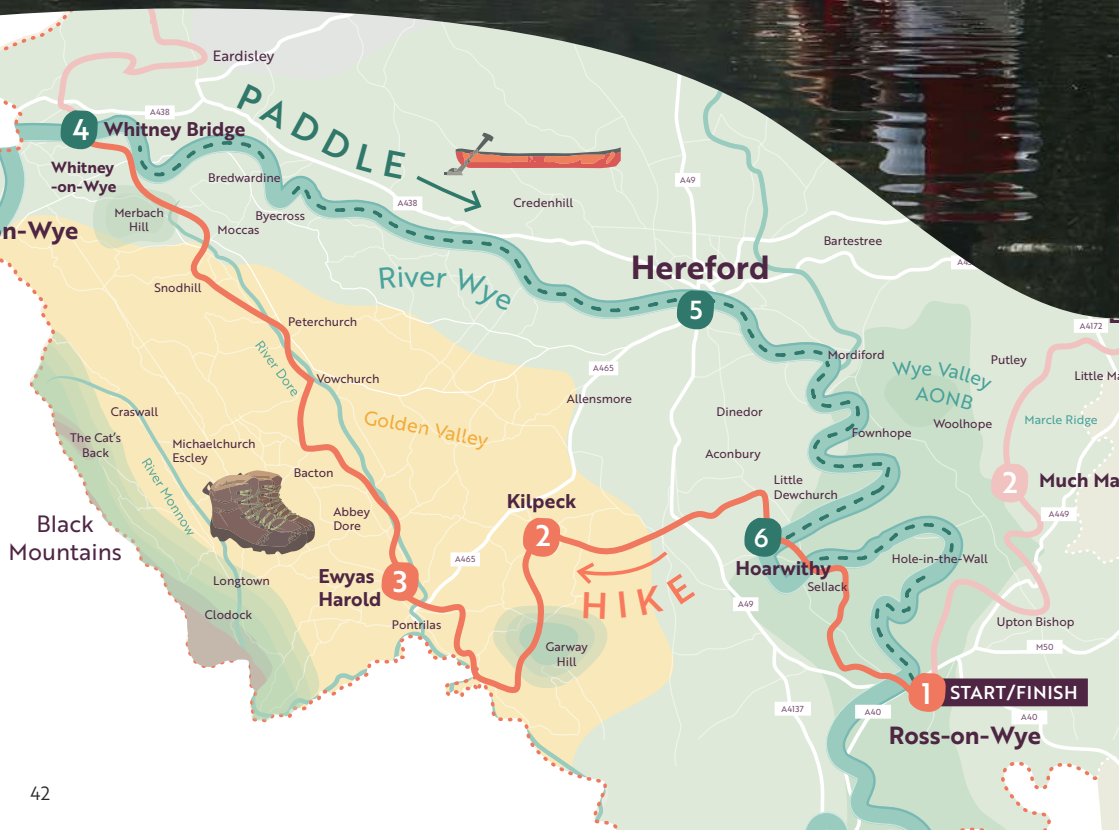 Eardisley
PADDLE
A438
4
Whitney Bridge
Whitney
-on-Wye
Bredwardine
A49
A438
Credenhill
Merbach
Hill
Byecross
Moccas
n-Wye
Bartestree
Hereford
River Wye
Snodhill
5
Peterchurch
A4172
River Dore
Mordiford
Putley
Wye Valley
AONB
A465
Vowchurch
Little Ma
Allensmore
Craswall
Dinedor
Golden Valley
Woolhope
Marcle Ridge
The Cat's
Back
Michaelchurch
Escley
Fownhope
Aconbury
River Monnow
Bacton
Little
Dewchurch
2
Much Ma
Kilpeck
Abbey
Dore
A449
Black
Mountains
2
6
A465
Hole-in-the-Wall
Hoarwithy
Ewyas
Harold
3
Longtown
HIKE
Sellack
A49
Clodock
Pontrilas
Upton Bishop
Garway
Hill
M50
1
START/FINISH
A4137
A40
A40
Ross-on-Wye
42